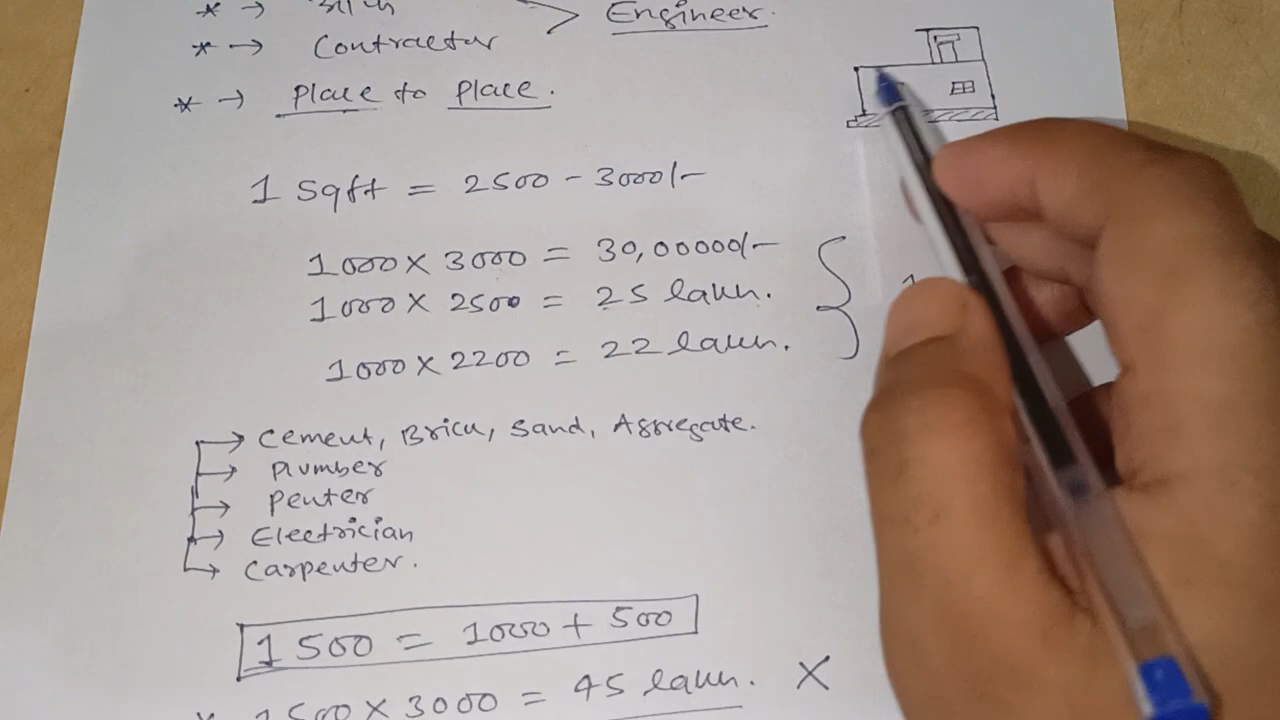 * →
Engineer.
* → Contractor
* → Place to place.
1 Sqft = 2500 - 3000/-
1000 X 3000 = 30,00000/-
1000 X 2500 = 25 lakh.
1000 X 2200 = 22 lakh.
→ Cement, Brick, Sand, Aggregate.
→ Plumber
→ Penter
→ Electrician
→ Carpenter.
1500 = 1000 + 500
1500 X 3000 = 45 lakh. X